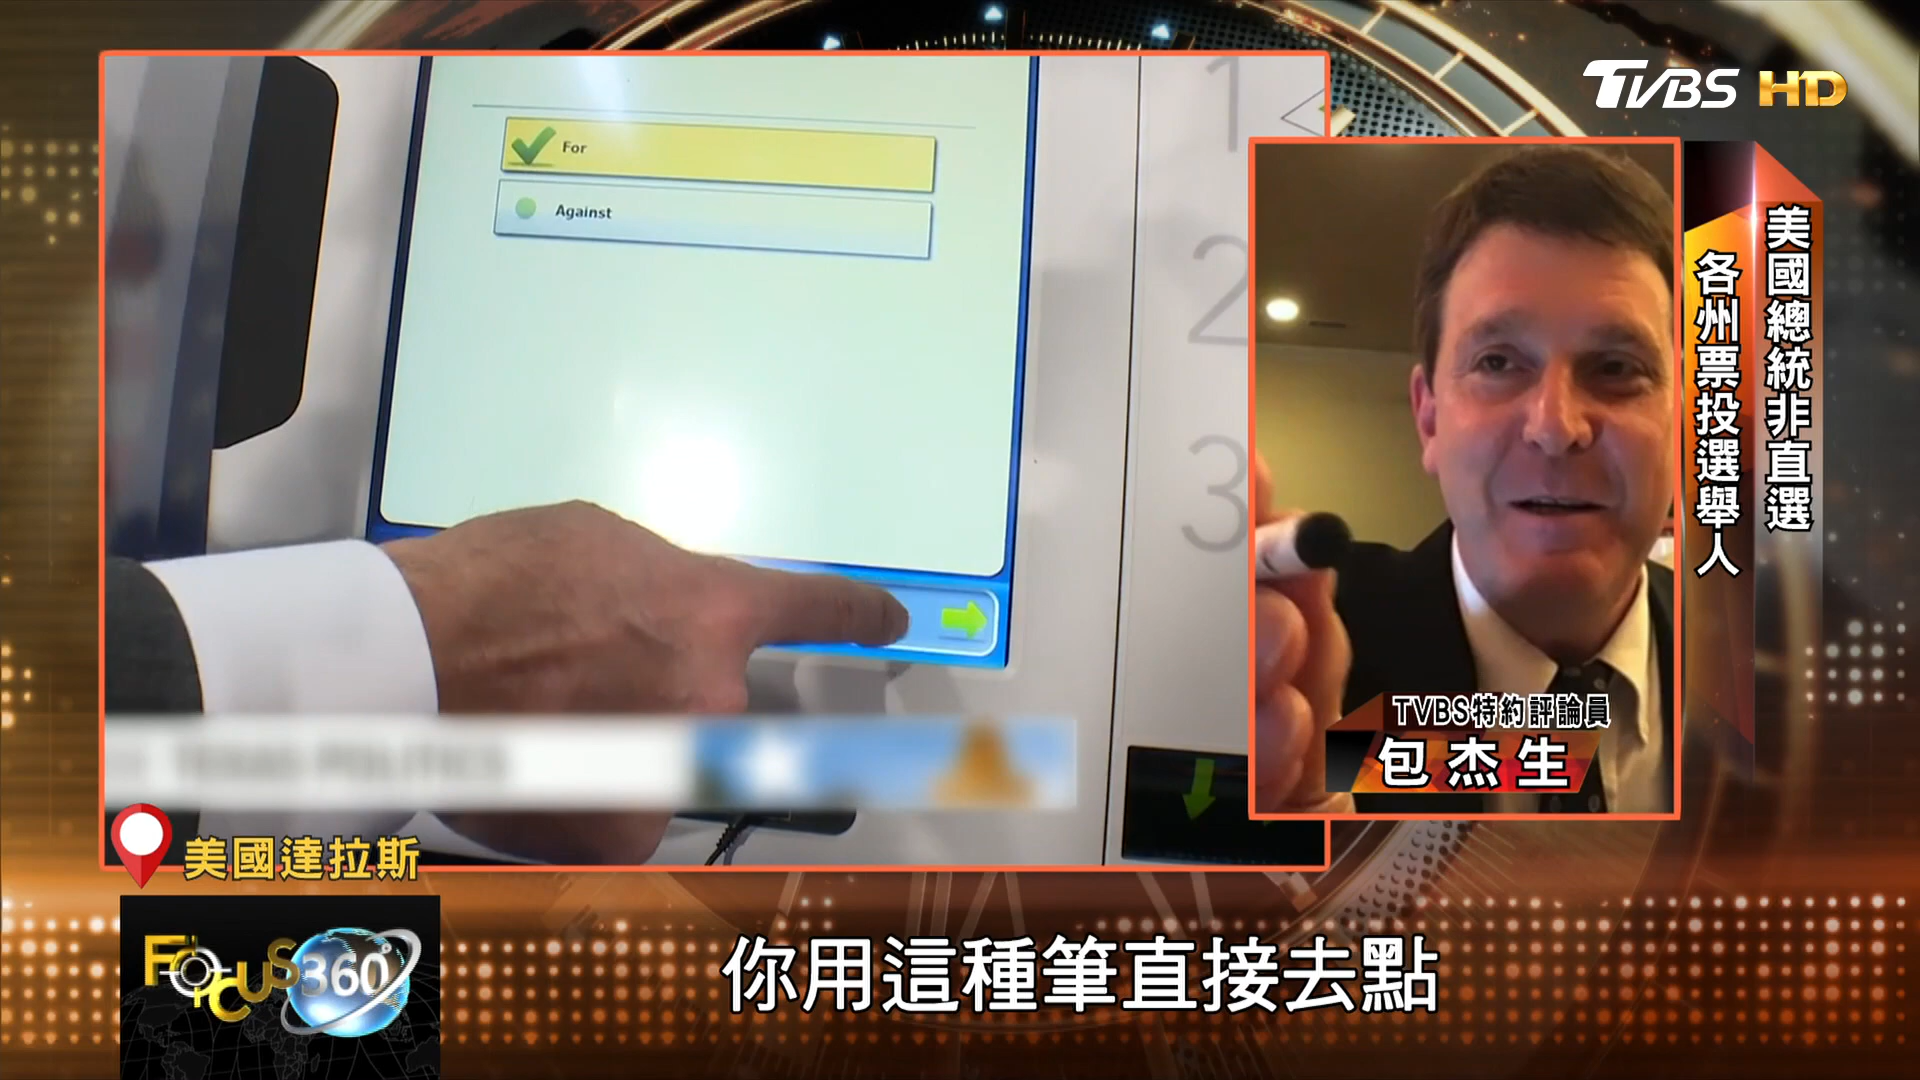 TVBS HD
For
Against
1
2
3
美國總統非直選
各州票投選舉人
TVBS特約評論員
包杰生
美國達拉斯
FOCUS 360°
你用這種筆直接去點